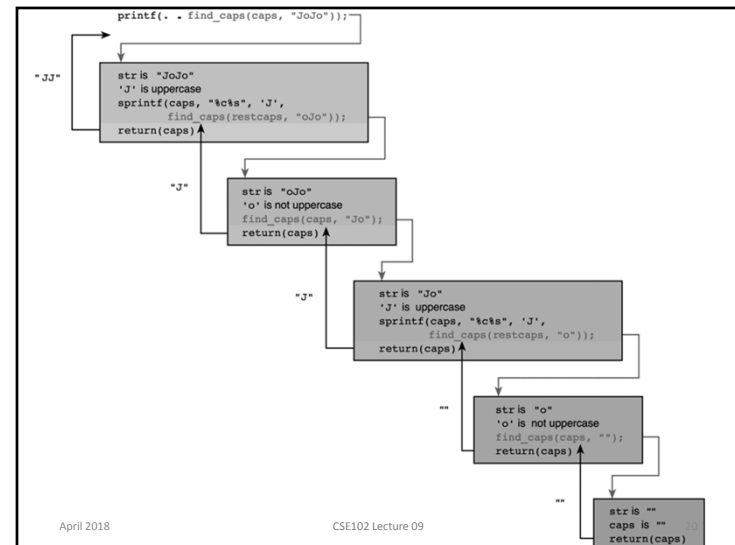 printf(. . find_caps(caps, "JoJo"));
"JJ"
str is "JoJo"
'J' is uppercase
sprintf(caps, "%c%s", 'J',
find_caps(restcaps, "oJo"));
return(caps)
"J"
str is "oJo"
'o' is not uppercase
find_caps(caps, "Jo");
return(caps)
"J"
str is "Jo"
'J' is uppercase
sprintf(caps, "%c%s", 'J',
find_caps(restcaps, "o"));
return(caps)
""
str is "o"
'o' is not uppercase
find_caps(caps, "");
return(caps)
""
str is ""
caps is ""
return(caps)
April 2018
CSE102 Lecture 09
20